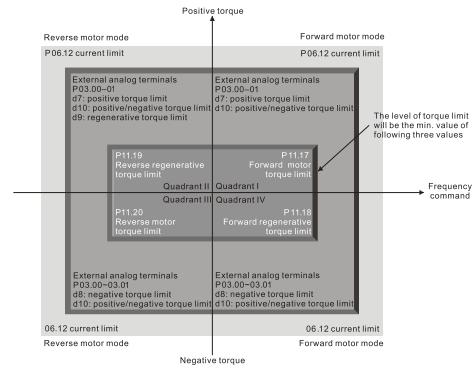 Positive torque
Reverse motor mode
Forward motor mode
P06.12 current limit
P06.12 current limit
External analog terminals
P03.00~01
d7: positive torque limit
d10: positive/negative torque limit
d9: regenerative torque limit
External analog terminals
P03.00~01
d7: positive torque limit
d10: positive/negative torque limit
The level of torque limit
will be the min. value of
following three values
P11.19
Reverse regenerative
torque limit
P11.17
Forward motor
torque limit
Quadrant II
Quadrant I
Frequency
command
Quadrant III
Quadrant IV
P11.20
Reverse motor
torque limit
P11.18
Forward regenerative
torque limit
External analog terminals
P03.00~03.01
d8: negative torque limit
d10: positive/negative torque limit
External analog terminals
P03.00~03.01
d8: negative torque limit
d10: positive/negative torque limit
06.12 current limit
06.12 current limit
Reverse motor mode
Forward motor mode
Negative torque